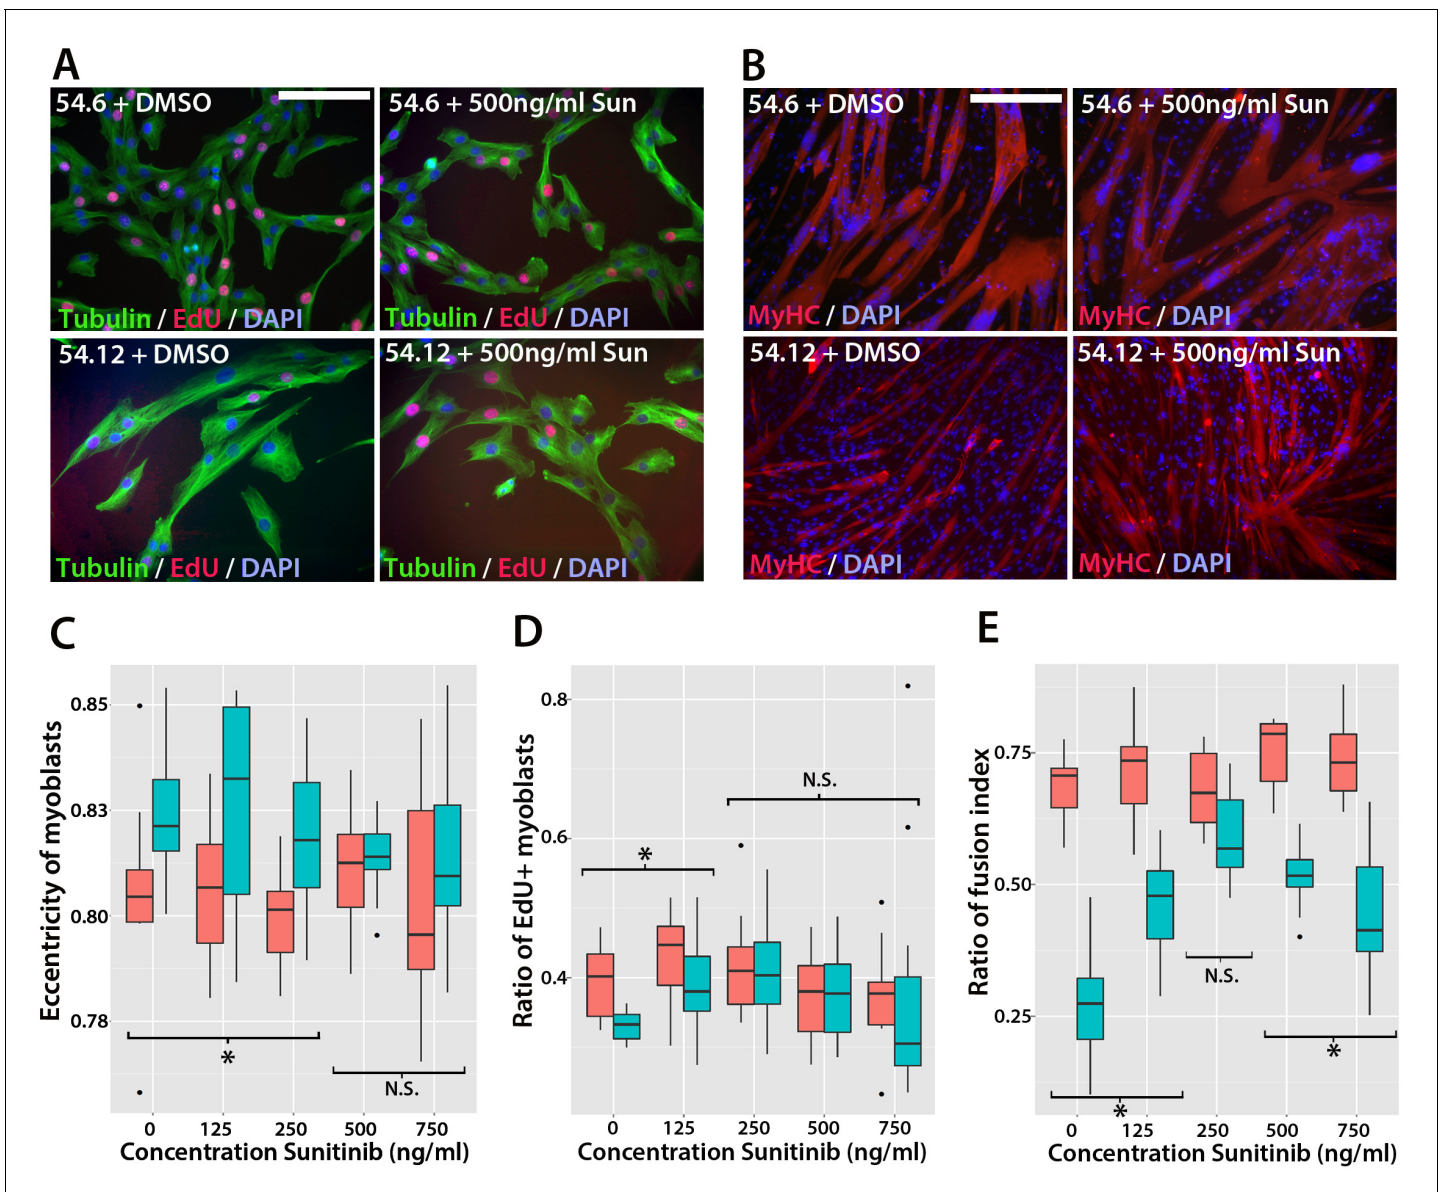 A
B
54.6 + DMSO
54.6 + 500ng/ml Sun
54.6 + DMSO
54.6 + 500ng/ml Sun
Tubulin / EdU / DAPI
Tubulin / EdU / DAPI
MyHC / DAPI
MyHC / DAPI
54.12 + DMSO
54.12 + 500ng/ml Sun
54.12 + DMSO
54.12 + 500ng/ml Sun
Tubulin / EdU / DAPI
Tubulin / EdU / DAPI
MyHC / DAPI
MyHC / DAPI
C
Eccentricity of myoblasts
0.85
0.83
0.80
0.78
*
N.S.
0
125
250
500
750
Concentration Sunitinib (ng/ml)
D
Ratio of EdU+ myoblasts
0.8
0.6
0.4
*
N.S.
0
125
250
500
750
Concentration Sunitinib (ng/ml)
E
Ratio of fusion index
0.75
0.50
0.25
*
N.S.
*
0
125
250
500
750
Concentration Sunitinib (ng/ml)